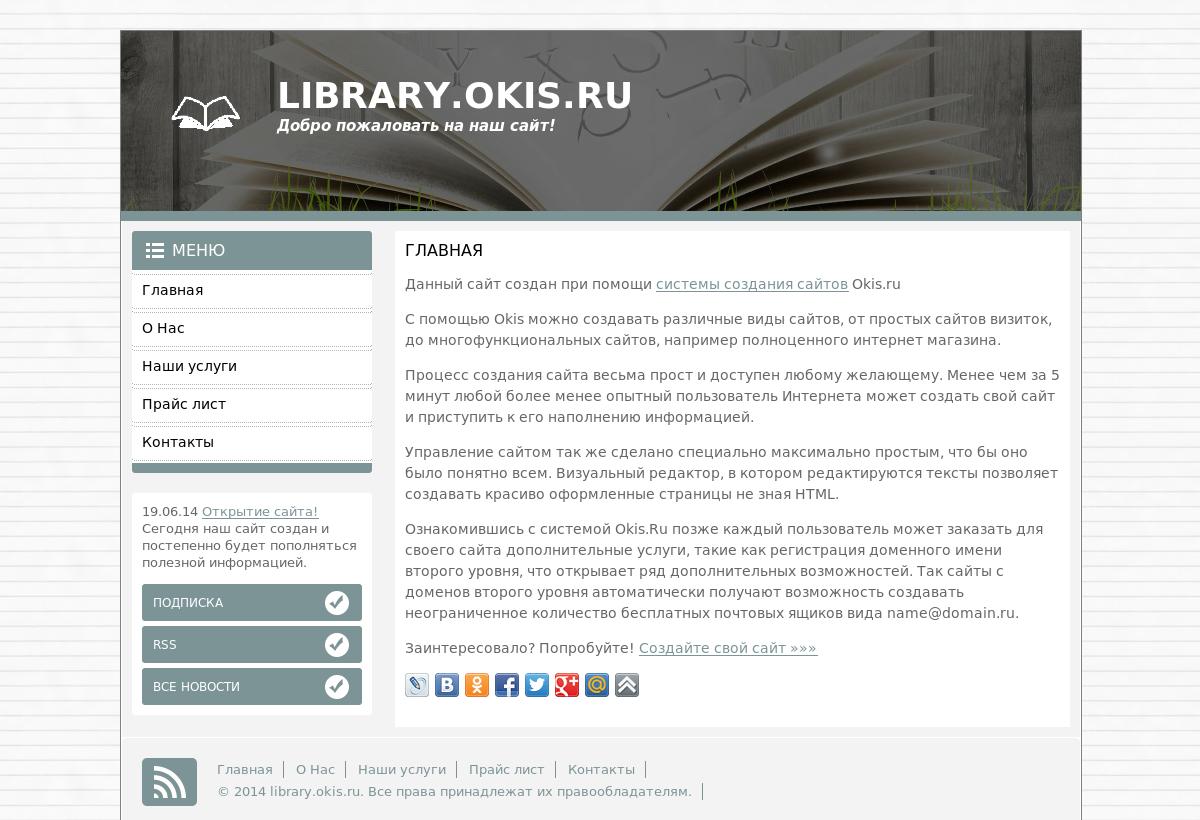 LIBRARY.OKIS.RU
Добро пожаловать на наш сайт!
МЕНЮ
Главная
О Нас
Наши услуги
Прайс лист
Контакты
19.06.14 Открытие сайта!
Сегодня наш сайт создан и
постепенно будет пополняться
полезной информацией.
ПОДПИСКА
RSS
ВСЕ НОВОСТИ
ГЛАВНАЯ
Данный сайт создан при помощи системы создания сайтов Okis.ru
С помощью Okis можно создавать различные виды сайтов, от простых сайтов визиток,
до многофункциональных сайтов, например полноценного интернет магазина.
Процесс создания сайта весьма прост и доступен любому желающему. Менее чем за 5
минут любой более менее опытный пользователь Интернета может создать свой сайт
и приступить к его наполнению информацией.
Управление сайтом так же сделано специально максимально простым, что бы оно
было понятно всем. Визуальный редактор, в котором редактируются тексты позволяет
создавать красиво оформленные страницы не зная HTML.
Ознакомившись с системой Okis.Ru позже каждый пользователь может заказать для
своего сайта дополнительные услуги, такие как регистрация доменного имени
второго уровня, что открывает ряд дополнительных возможностей. Так сайты с
доменов второго уровня автоматически получают возможность создавать
неограниченное количество бесплатных почтовых ящиков вида name@domain.ru.
Заинтересовало? Попробуйте! Создайте свой сайт »»»
Главная
О Нас
Наши услуги
Прайс лист
Контакты
© 2014 library.okis.ru. Все права принадлежат их правообладателям.